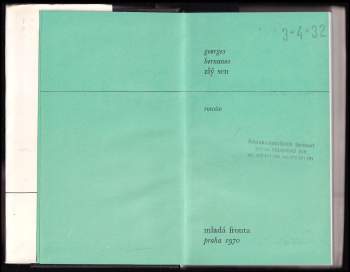 3-4-32
georges
bernanos
zlý sen
román
mladá fronta
praha 1970